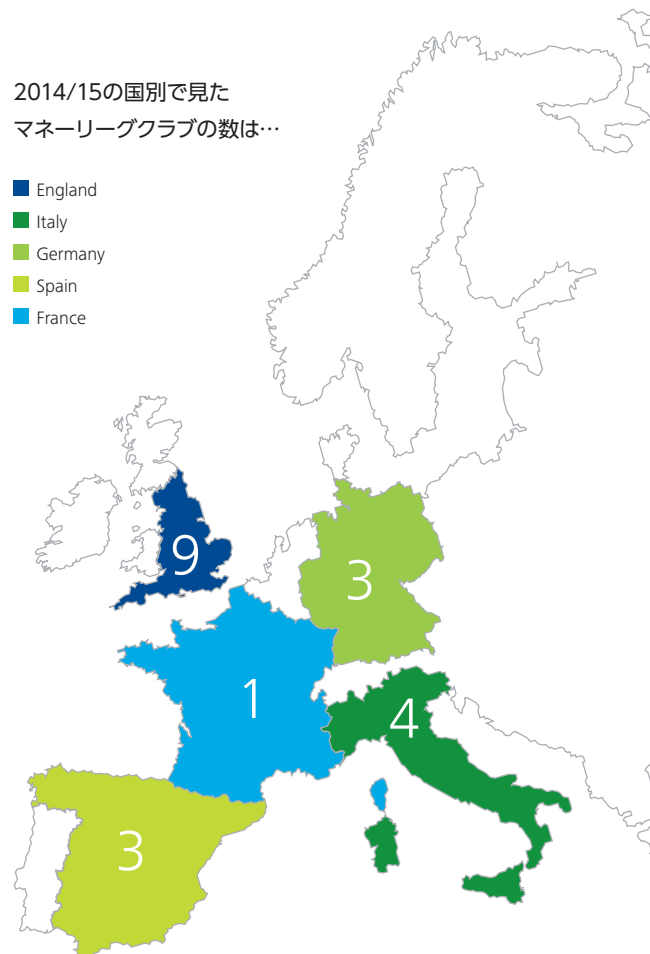 2014/15の国別で見た
マネーリーグクラブの数は…
England
Italy
Germany
Spain
France
9
3
1
4
3